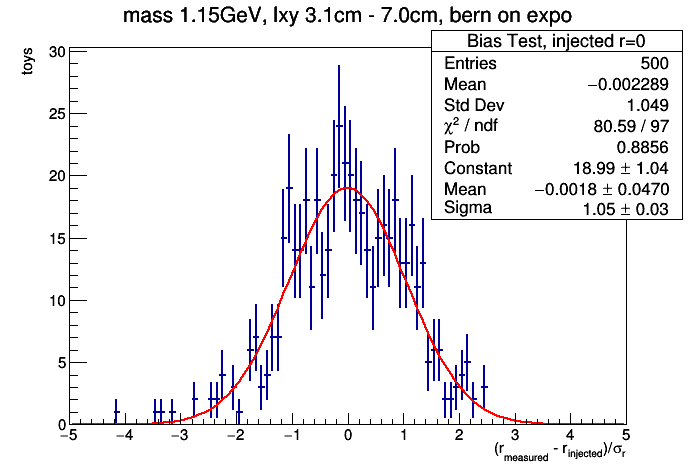 mass 1.15GeV, lxy 3.1cm - 7.0cm, bern on expo
Bias Test, injected r=0
Entries 500
Mean −0.002289
Std Dev 1.049
χ² / ndf 80.59 / 97
Prob 0.8856
Constant 18.99 ± 1.04
Mean −0.0018 ± 0.0470
Sigma 1.05 ± 0.03
toys
30
25
20
15
10
5
0
−5 −4 −3 −2 −1 0 1 2 3 4 5
(r_measured - r_injected)/σ_r